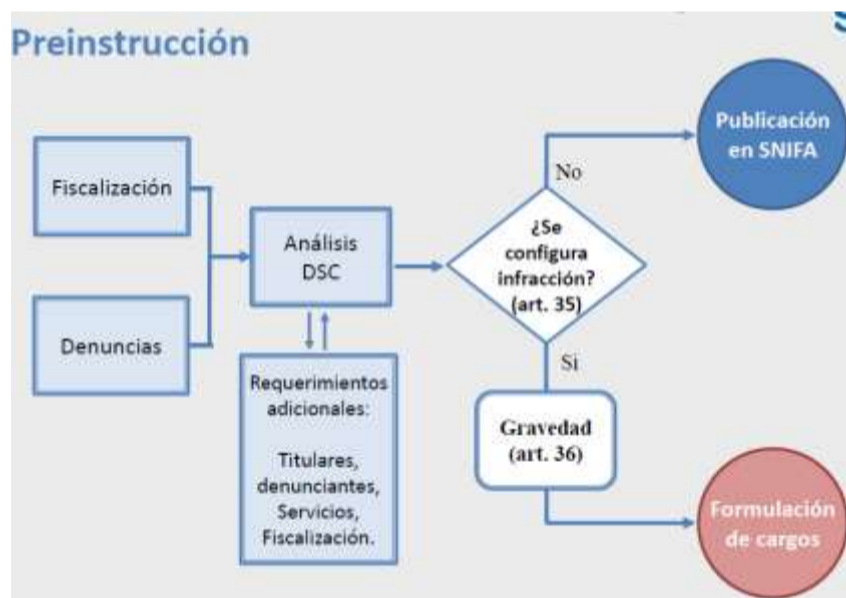 Preinstrucción
Fiscalización
Denuncias
Análisis
DSC
Requerimientos
adicionales:
Titulares,
denunciantes,
Servicios,
Fiscalización.
¿Se
configura
infracción?
(art. 35)
No
Publicación
en SNIFA
Si
Gravedad
(art. 36)
Formulación
de cargos